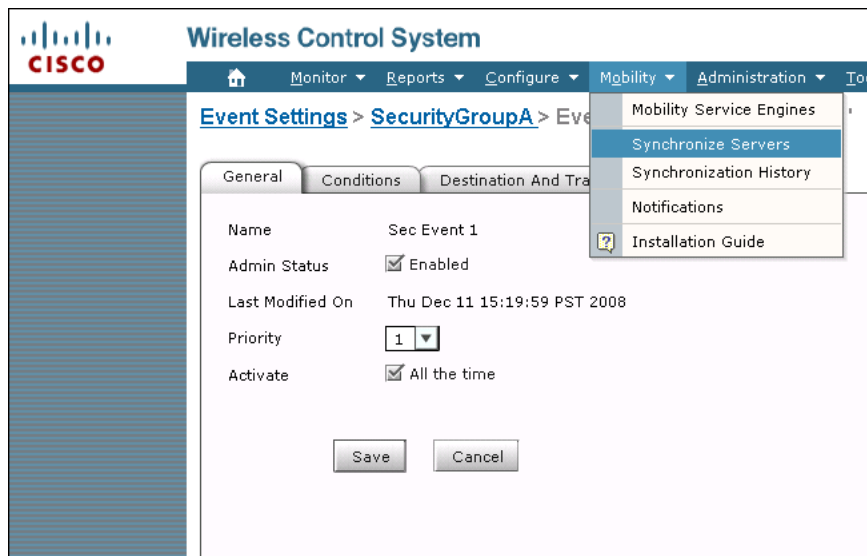 CISCO
Wireless Control System
Monitor Reports Configure Mobility Administration
Event Settings > SecurityGroupA >
Mobility Service Engines
Synchronize Servers
Synchronization History
Notifications
Installation Guide
General Conditions Destination And
Name Sec Event 1
Admin Status Enabled
Last Modified On Thu Dec 11 15:19:59 PST 2008
Priority 1
Activate All the time
Save Cancel